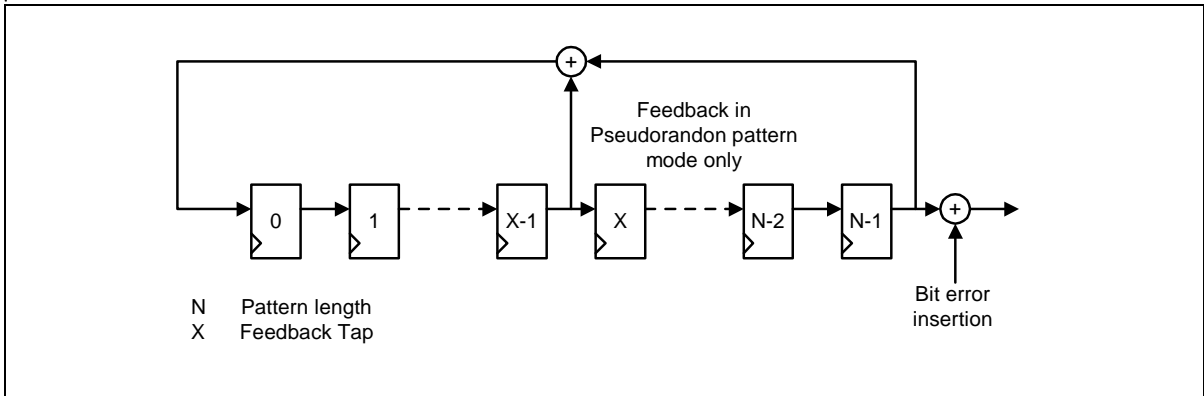 +
Feedback in
Pseudorandon pattern
mode only
0
1
X-1
X
N-2
N-1
+
N Pattern length
X Feedback Tap
Bit error
insertion